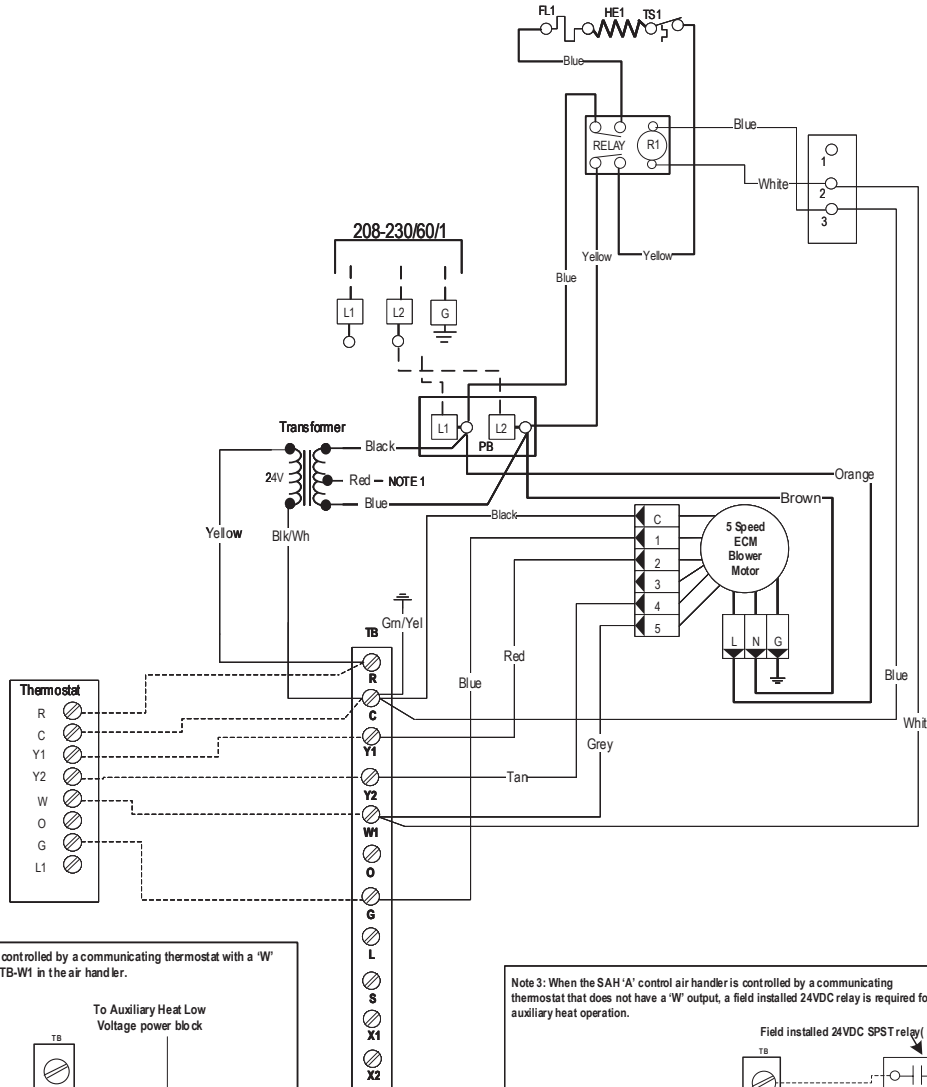 FL1
HE1
TS1
Blue
RELAY
R1
Blue
White
1
2
3
208-230/60/1
L1
L2
G
Yellow
Yellow
Blue
L1
L2
PB
Transformer
Black
24V
Red
NOTE 1
Blue
Orange
Brown
Yellow
Blk/Wh
Black
C
1
2
3
4
5
5 Speed
ECM
Blower
Motor
L
N
G
Grn/Yel
TB
Red
Blue
Blue
White
Grey
Tan
Thermostat
R
C
Y1
Y2
W
O
G
L1
R
C
Y1
Y2
W1
O
G
L
S
X1
X2
controlled by a communicating thermostat with a 'W'
TB-W1 in the air handler.
To Auxiliary Heat Low
Voltage power block
TB
Note 3: When the SAH 'A' control air handler is controlled by a communicating
thermostat that does not have a 'W' output, a field installed 24VDC relay is required fo
auxiliary heat operation.
Field installed 24VDC SPST relay(
TB